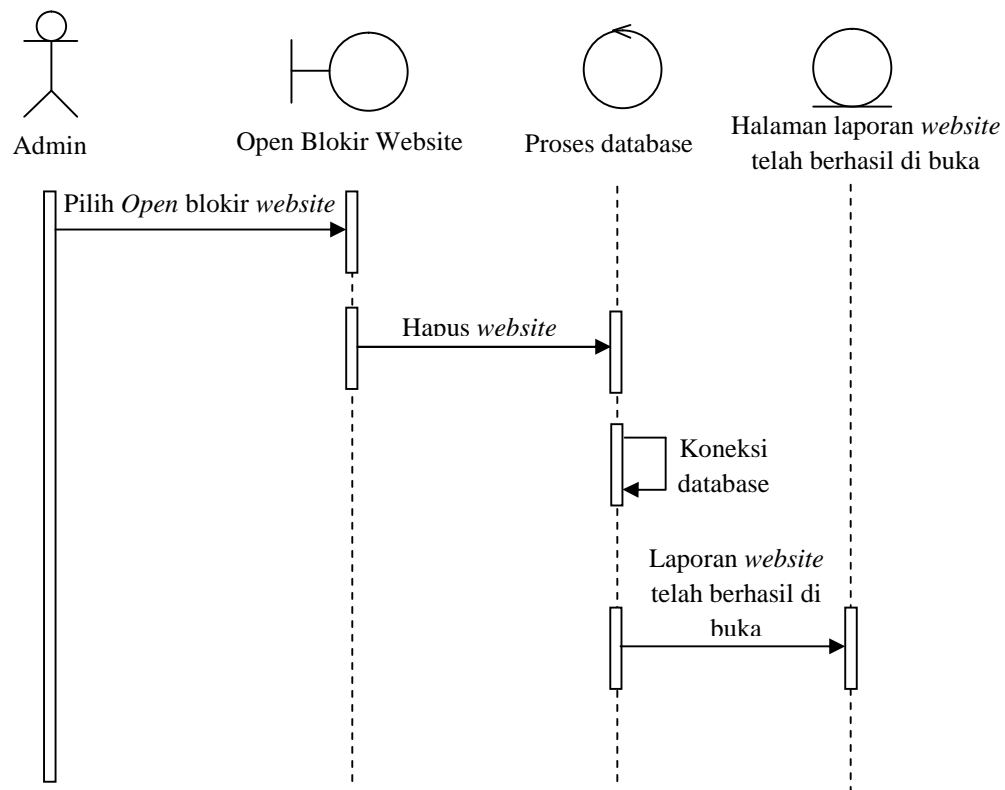 Admin
Open Blokir Website
Proses database
Halaman laporan website
telah berhasil di buka
Pilih Open blokir website
Hapus website
Koneksi
database
Laporan website
telah berhasil di
buka